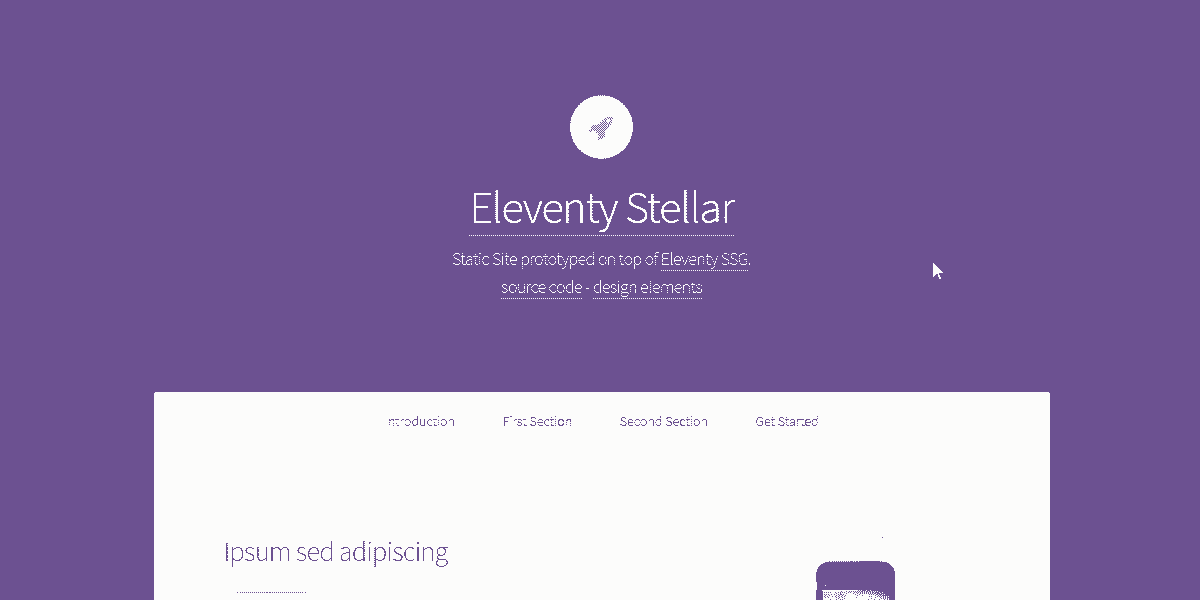 Eleventy Stellar
Static Site prototyped on top of Eleventy SSG.
source code - design elements
Introduction First Section Second Section Get Started
Ipsum sed adipiscing